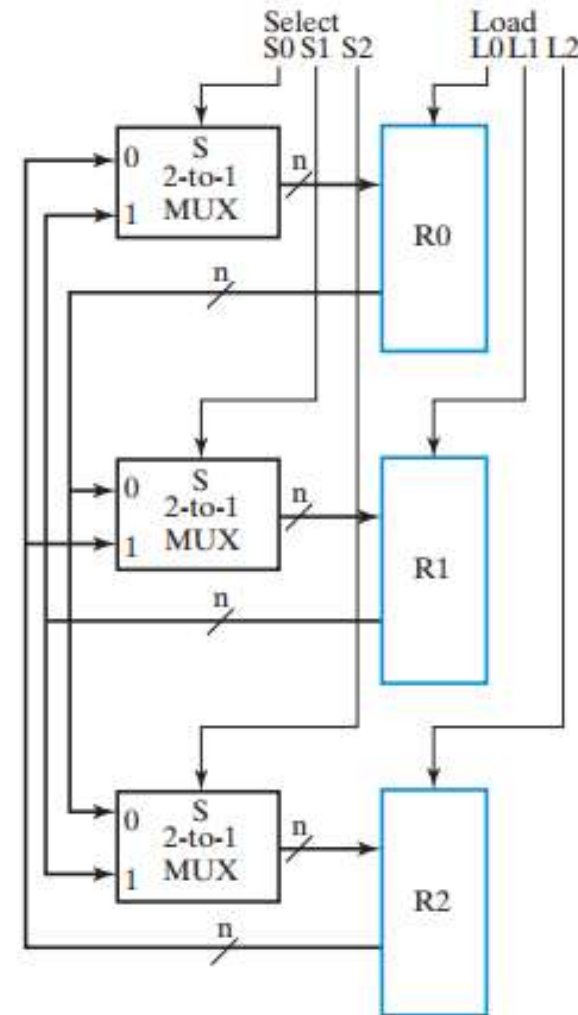 Select Load
S0 S1 S2 L0 L1 L2
0 S n
2-to-1
1 MUX
R0
n
0 S n
2-to-1
1 MUX
R1
n
0 S n
2-to-1
1 MUX
R2
n